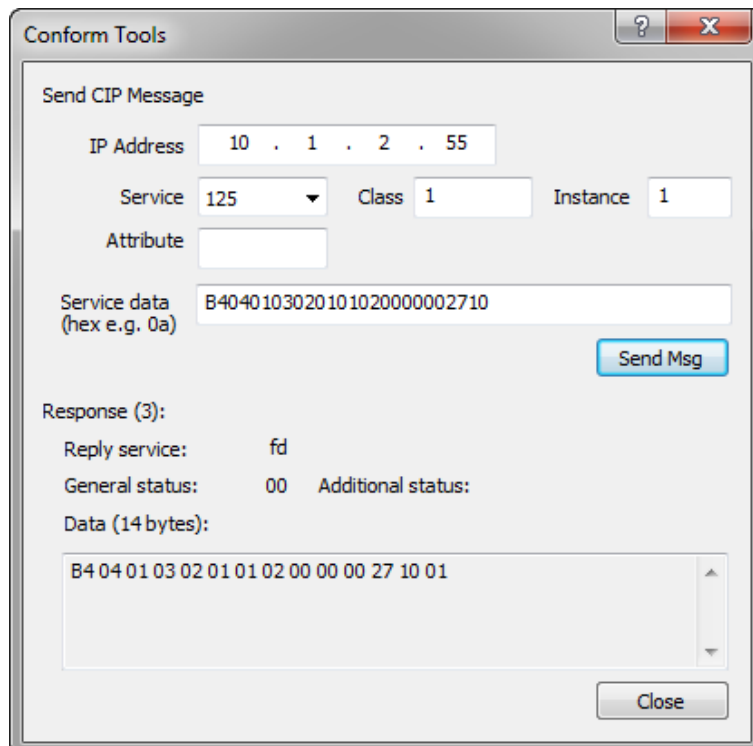 Conform Tools
Send CIP Message
IP Address 10 . 1 . 2 . 55
Service 125 Class 1 Instance 1
Attribute
Service data B4040103020101020000002710
(hex e.g. 0a)
Send Msg
Response (3):
Reply service: fd
General status: 00 Additional status:
Data (14 bytes):
B4 04 01 03 02 01 01 02 00 00 00 27 10 01
Close